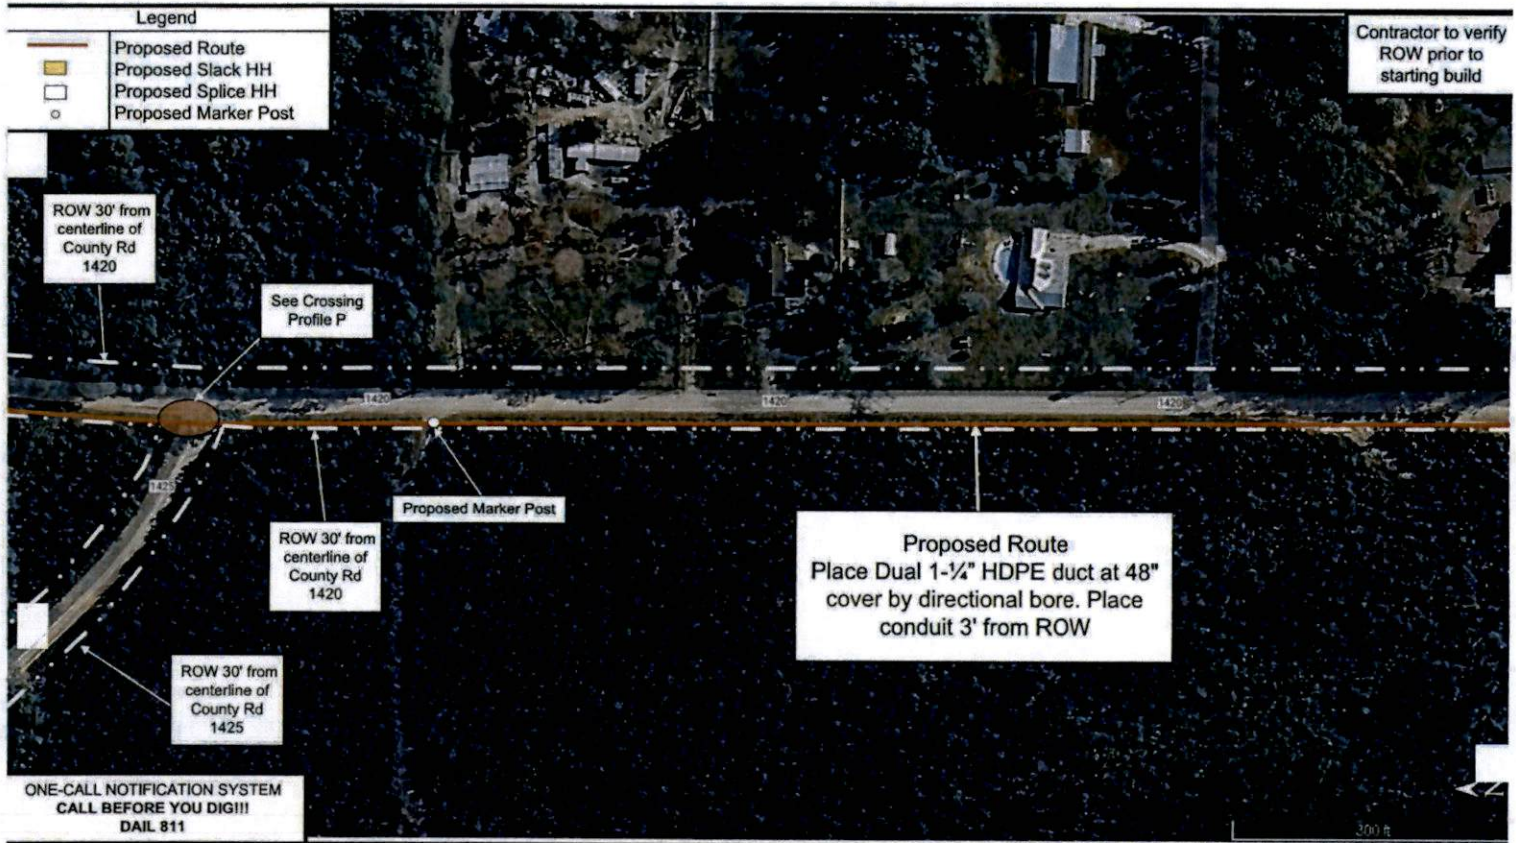 Legend
Proposed Route
Proposed Slack HH
Proposed Splice HH
Proposed Marker Post
Contractor to verify
ROW prior to
starting build
ROW 30' from
centerline of
County Rd
1420
See Crossing
Profile P
1420
1420
1420
1425
Proposed Marker Post
ROW 30' from
centerline of
County Rd
1420
Proposed Route
Place Dual 1-¼" HDPE duct at 48"
cover by directional bore. Place
conduit 3' from ROW
ROW 30' from
centerline of
County Rd
1425
ONE-CALL NOTIFICATION SYSTEM
CALL BEFORE YOU DIG!!!
DAIL 811
N
300 ft